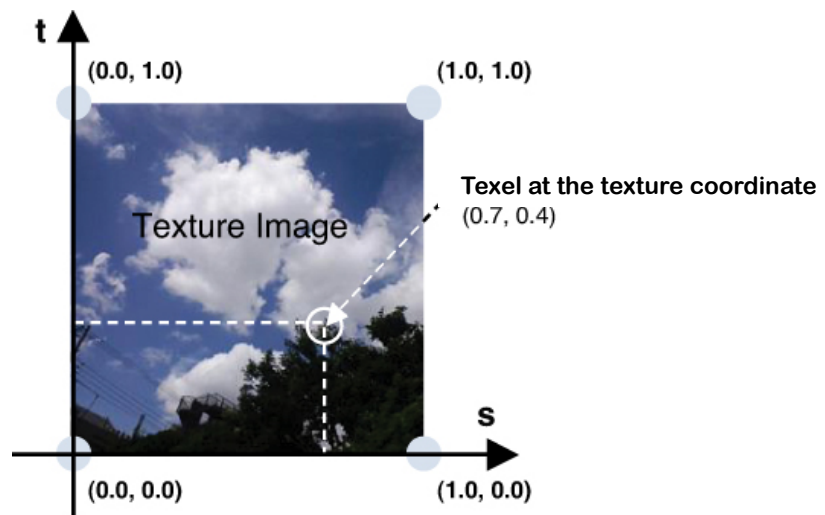 t
(0.0, 1.0)
(1.0, 1.0)
Texel at the texture coordinate
(0.7, 0.4)
Texture Image
s
(0.0, 0.0)
(1.0, 0.0)